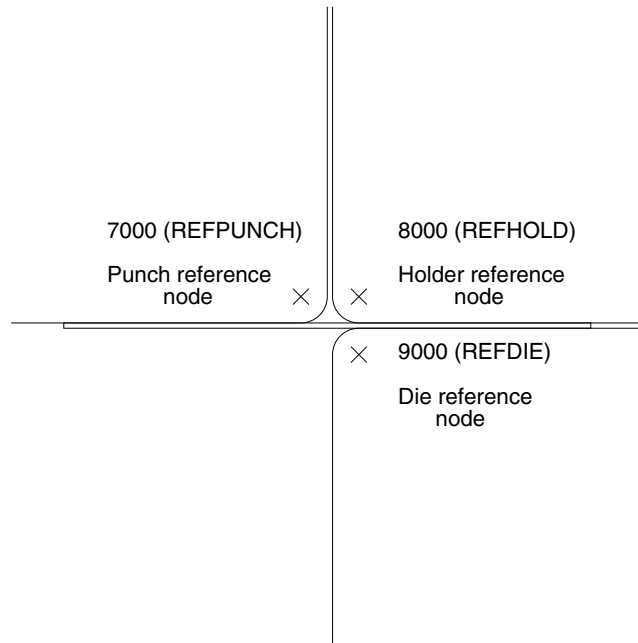 7000 (REFPUNCH)
Punch reference
node
8000 (REFHOLD)
Holder reference
node
9000 (REFDIE)
Die reference
node